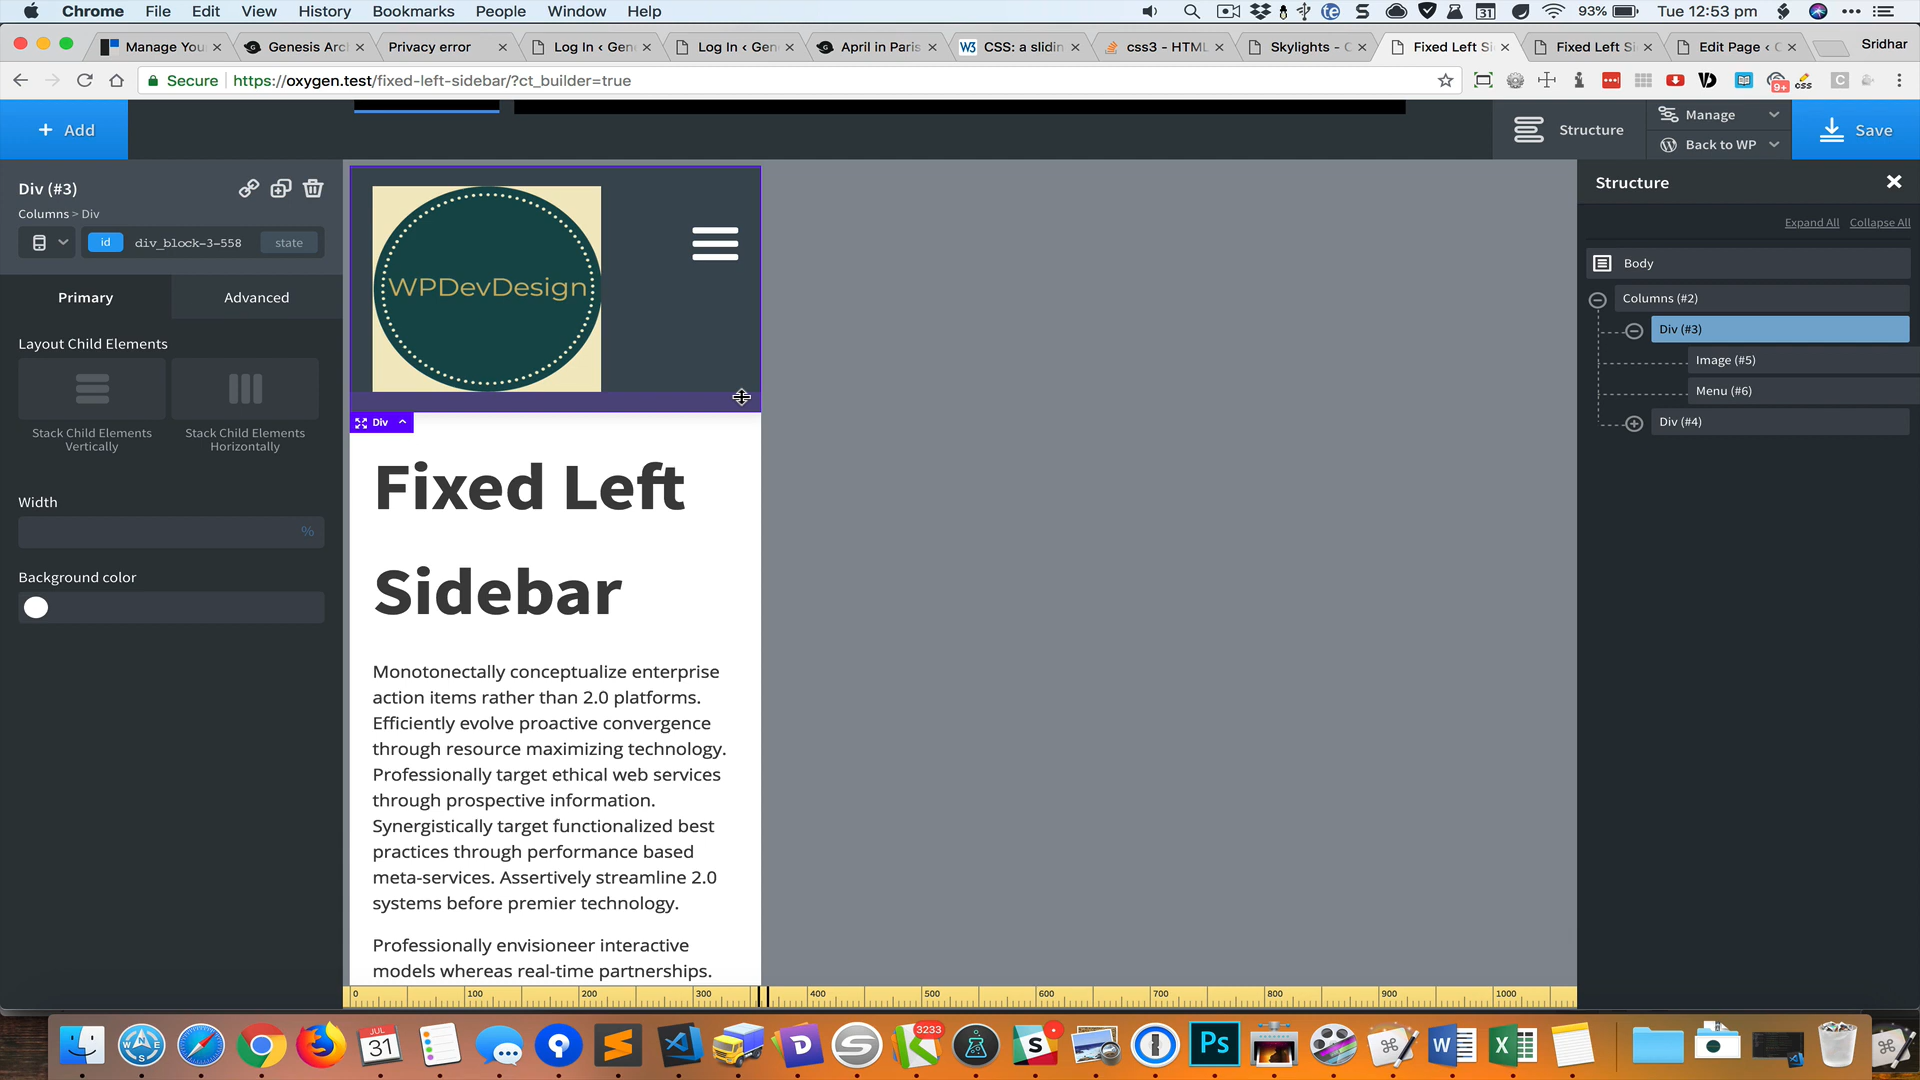 Chrome File Edit View History Bookmarks People Window Help 93% Tue 12:53 pm
Manage You Genesis Arc Privacy error Log In ‹ Gen Log In ‹ Gen April in Paris CSS: a slidin css3 - HTML Skylights - C Fixed Left Si Fixed Left Si Edit Page ‹ C Sridhar
Secure https://oxygen.test/fixed-left-sidebar/?ct_builder=true
+ Add
Structure
Manage
Back to WP
Save
Div (#3)
Columns > Div
id div_block-3-558 state
Primary Advanced
Layout Child Elements
Stack Child Elements Vertically
Stack Child Elements Horizontally
Width
%
Background color
WPDevDesign
Div
Fixed Left
Sidebar
Monotonectally conceptualize enterprise
action items rather than 2.0 platforms.
Efficiently evolve proactive convergence
through resource maximizing technology.
Professionally target ethical web services
through prospective information.
Synergistically target functionalized best
practices through performance based
meta-services. Assertively streamline 2.0
systems before premier technology.
Professionally envisioneer interactive
models whereas real-time partnerships.
0 100 200 300 400 500 600 700 800 900 1000
Structure
Expand All Collapse All
Body
Columns (#2)
Div (#3)
Image (#5)
Menu (#6)
Div (#4)
JUL
31
3233
Ps